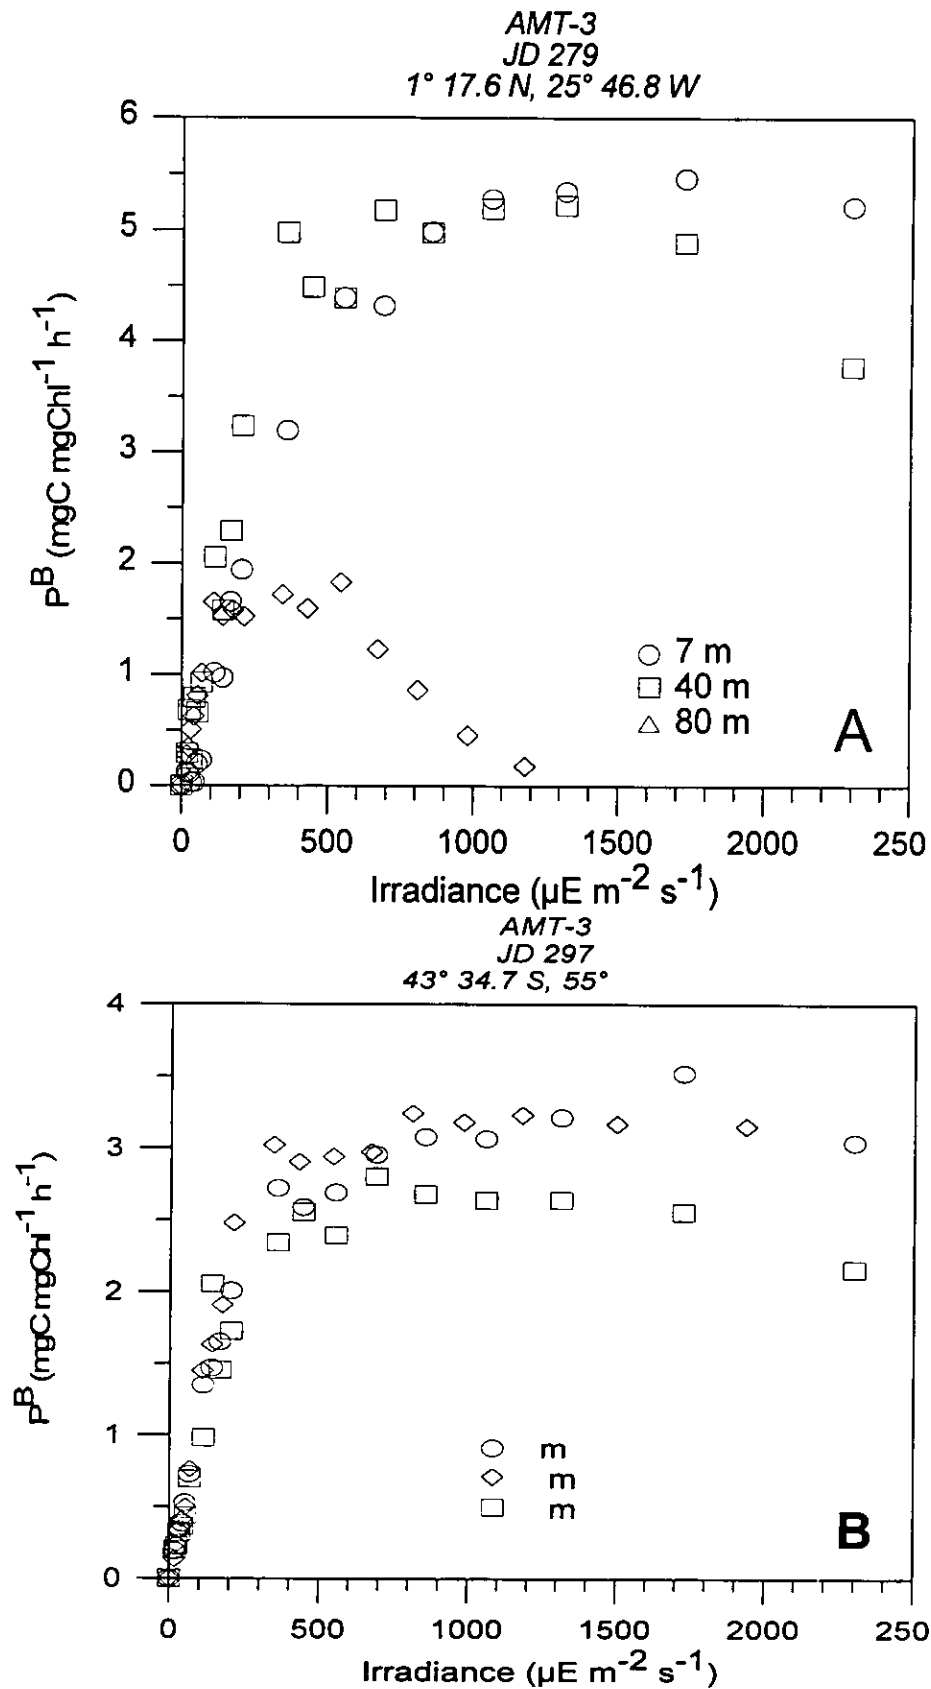 AMT-3
JD 279
1° 17.6 N, 25° 46.8 W
6
5
4
3
2
1
0
P^B (mgC mgChl^-1 h^-1)
7 m
40 m
80 m
A
0 500 1000 1500 2000 250
Irradiance (µE m^-2 s^-1)
AMT-3
JD 297
43° 34.7 S, 55°
4
3
2
1
0
P^B (mgC mgChl^-1 h^-1)
m
m
m
B
0 500 1000 1500 2000 250
Irradiance (µE m^-2 s^-1)